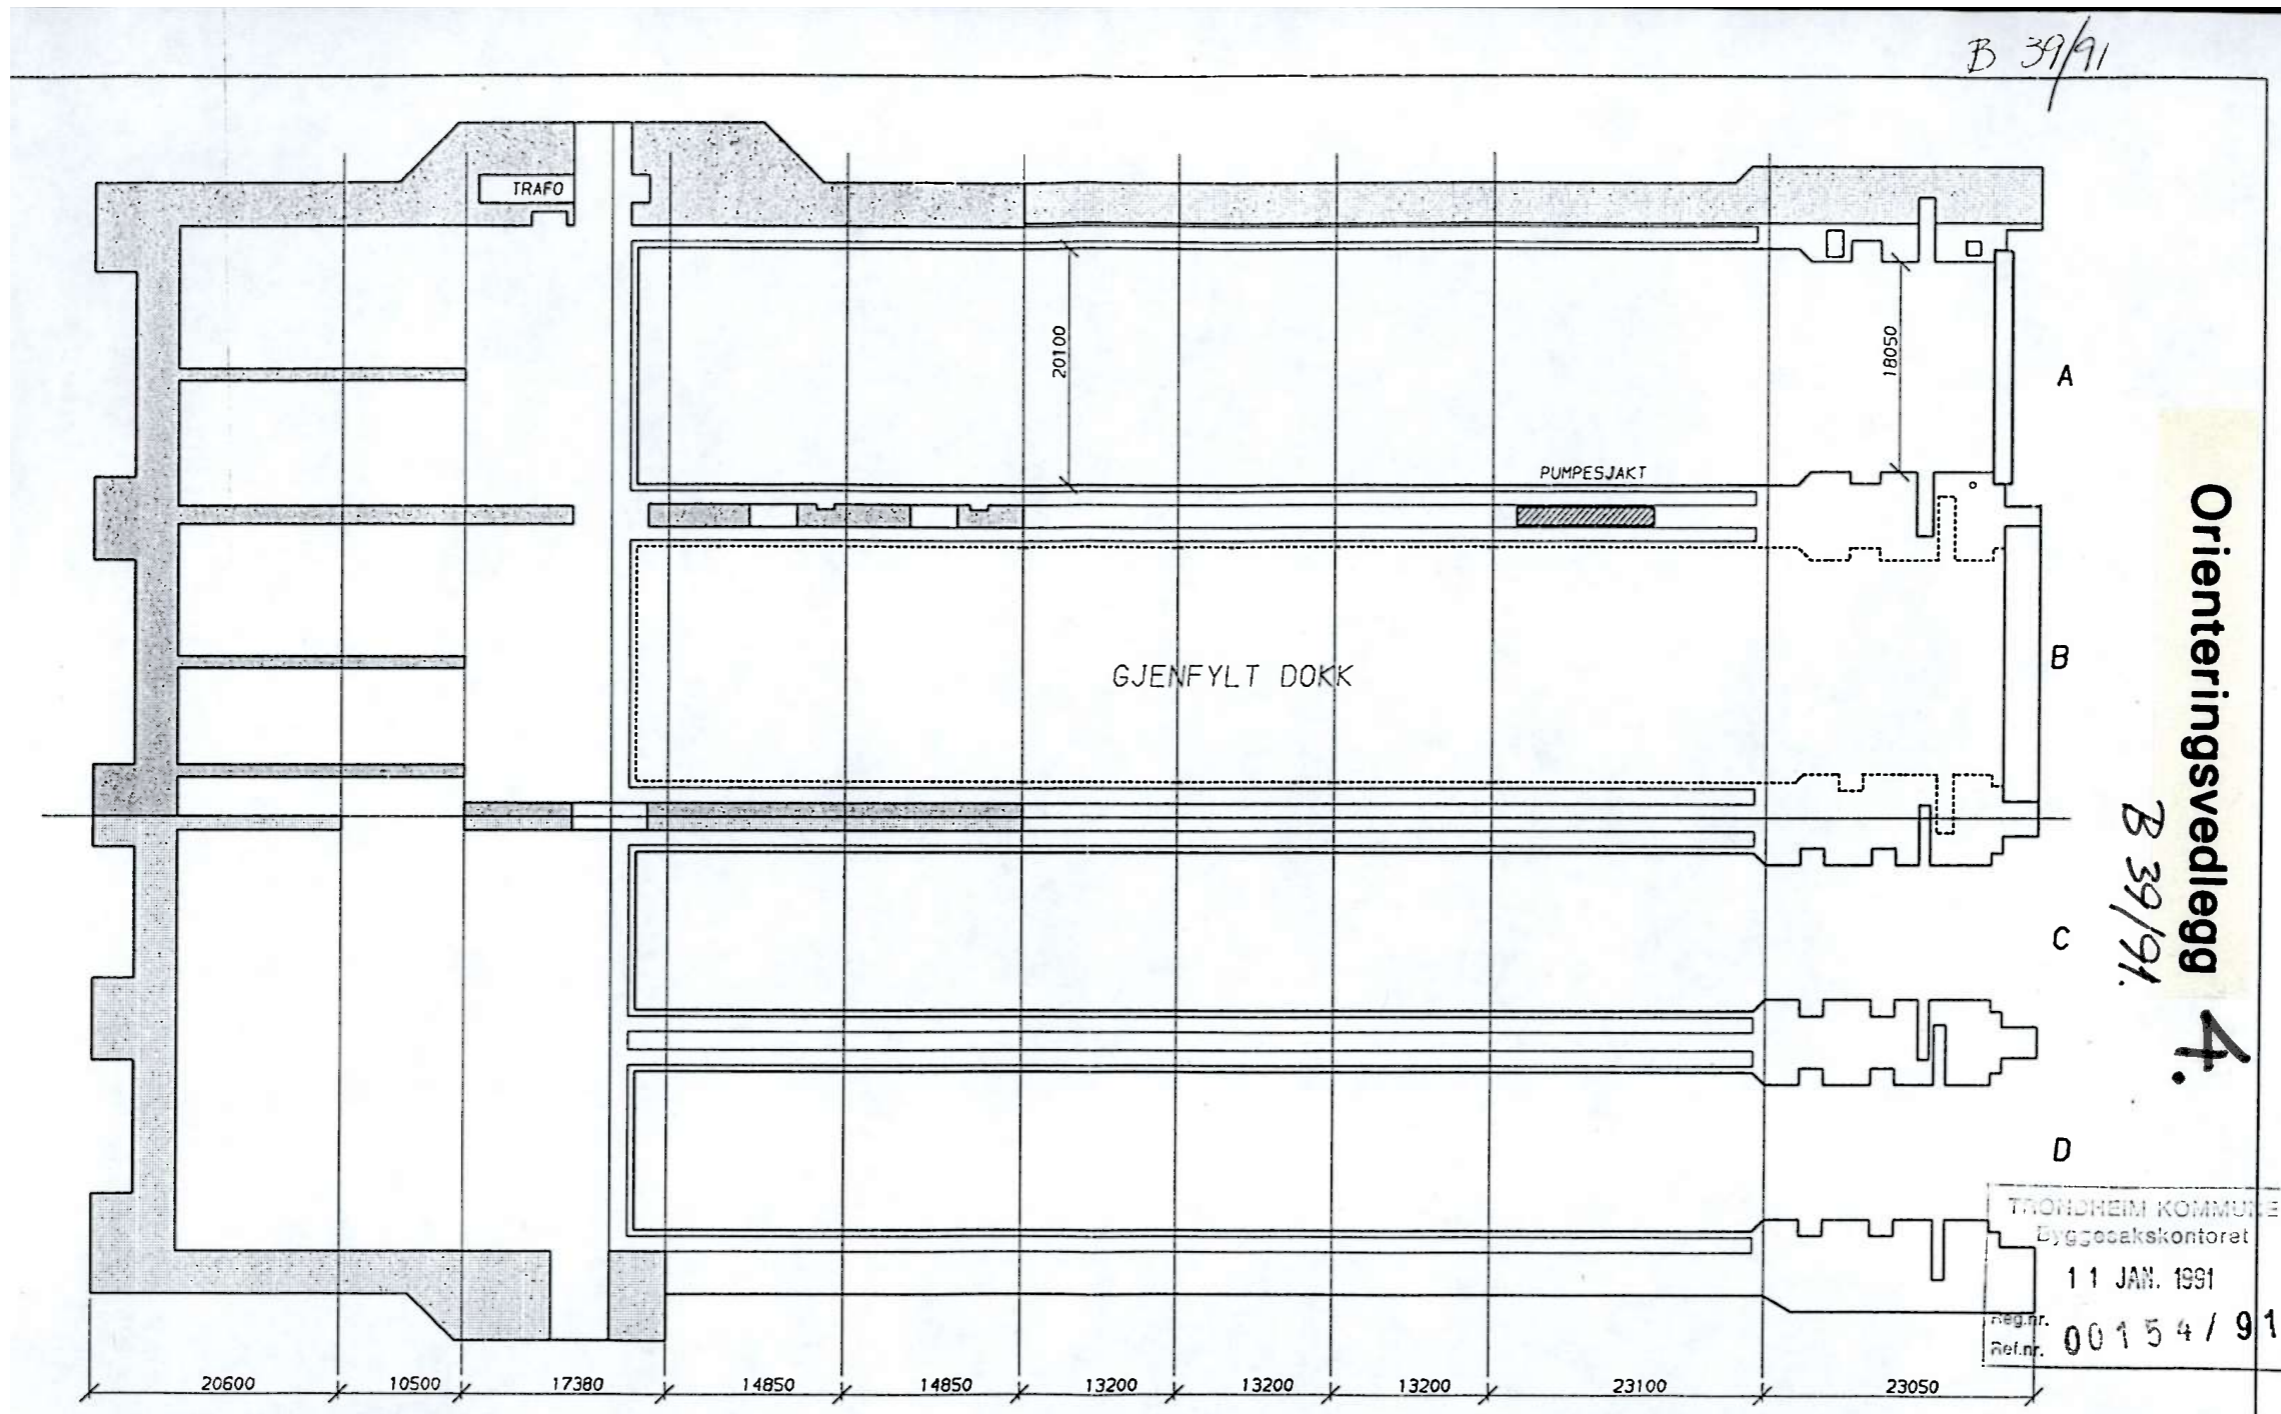 B 39/91
TRAFO
20100
18050
A
PUMPESJAKT
GJENFYLT DOKK
B
C
D
Orienteringsvedlegg 4.
B 39/91.
TRONDHEIM KOMMUNE
Byggesakskontoret
11 JAN. 1991
Reg.nr.
Ref.nr. 00154/91
20600 10500 17380 14850 14850 13200 13200 13200 23100 23050